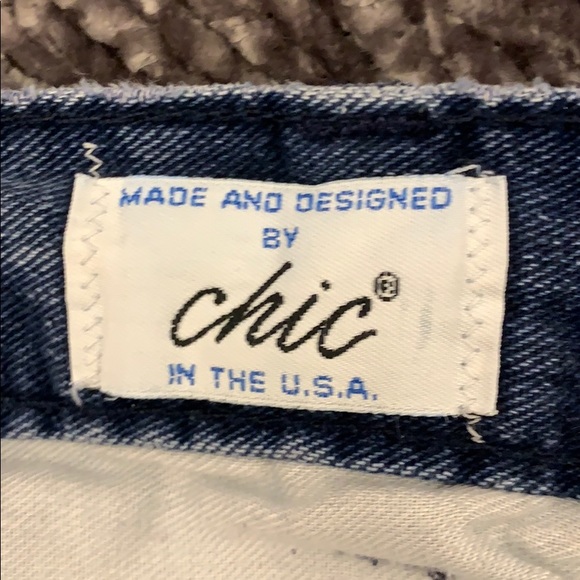 MADE AND DESIGNED
BY
chic®
IN THE U.S.A.